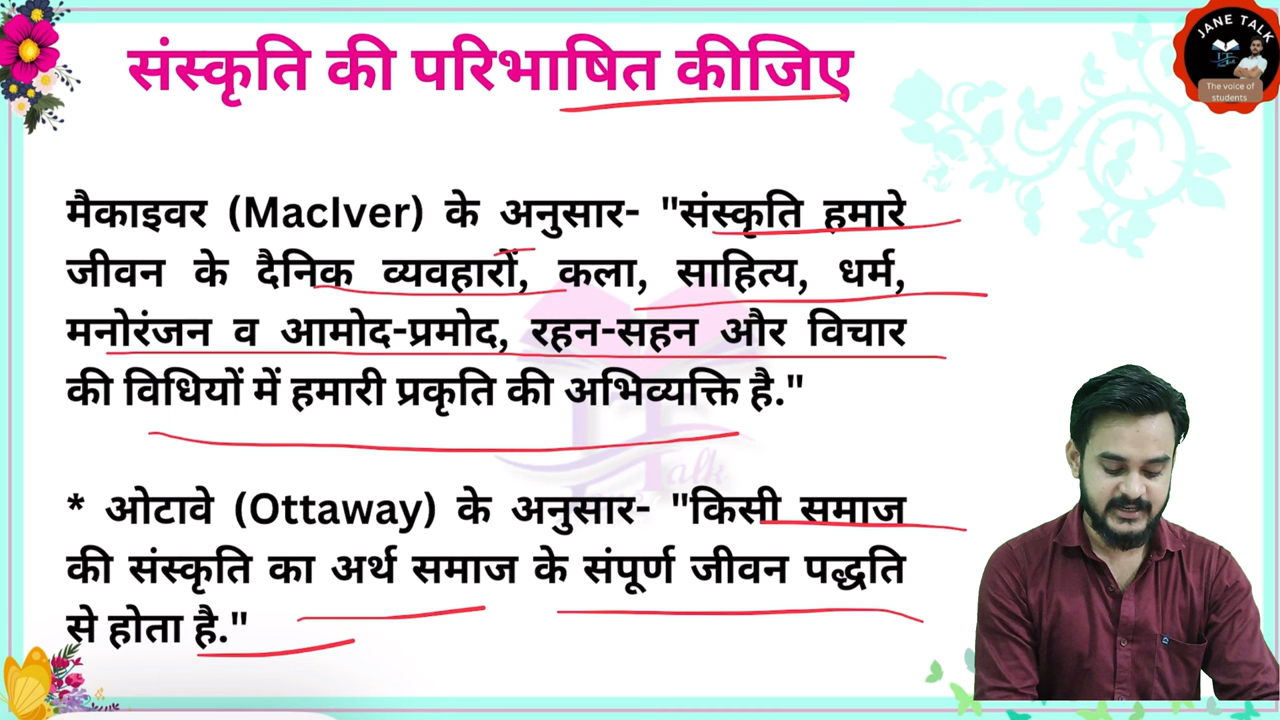 संस्कृति की परिभाषित कीजिए
JANE TALK
The voice of
students
मैकाइवर (MacIver) के अनुसार- "संस्कृति हमारे
जीवन के दैनिक व्यवहारों, कला, साहित्य, धर्म,
मनोरंजन व आमोद-प्रमोद, रहन-सहन और विचार
की विधियों में हमारी प्रकृति की अभिव्यक्ति है."
* ओटावे (Ottaway) के अनुसार- "किसी समाज
की संस्कृति का अर्थ समाज के संपूर्ण जीवन पद्धति
से होता है."